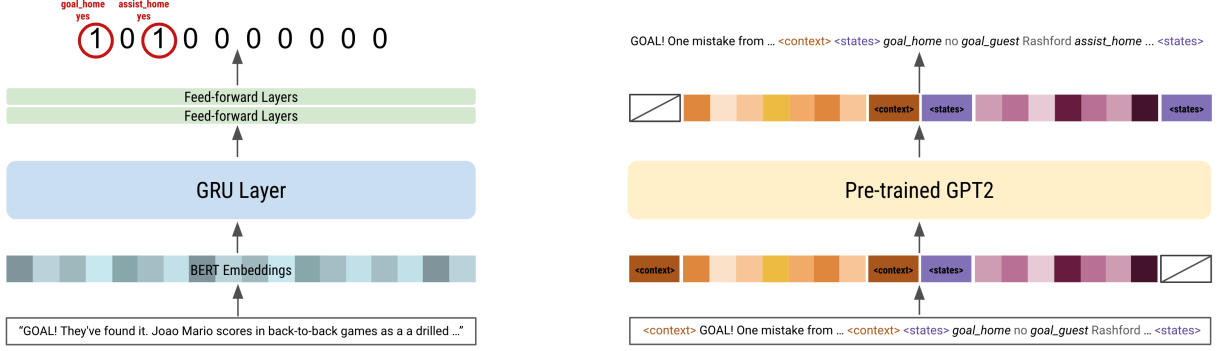 goal_home assist_home
yes yes
1 0 1 0 0 0 0 0 0 0
Feed-forward Layers
Feed-forward Layers
GRU Layer
BERT Embeddings
“GOAL! They've found it. Joao Mario scores in back-to-back games as a a drilled ...”
GOAL! One mistake from ... <context> <states> goal_home no goal_guest Rashford assist_home ... <states>
<context> <states> <states>
Pre-trained GPT2
<context> <context> <states>
<context> GOAL! One mistake from ... <context> <states> goal_home no goal_guest Rashford ... <states>